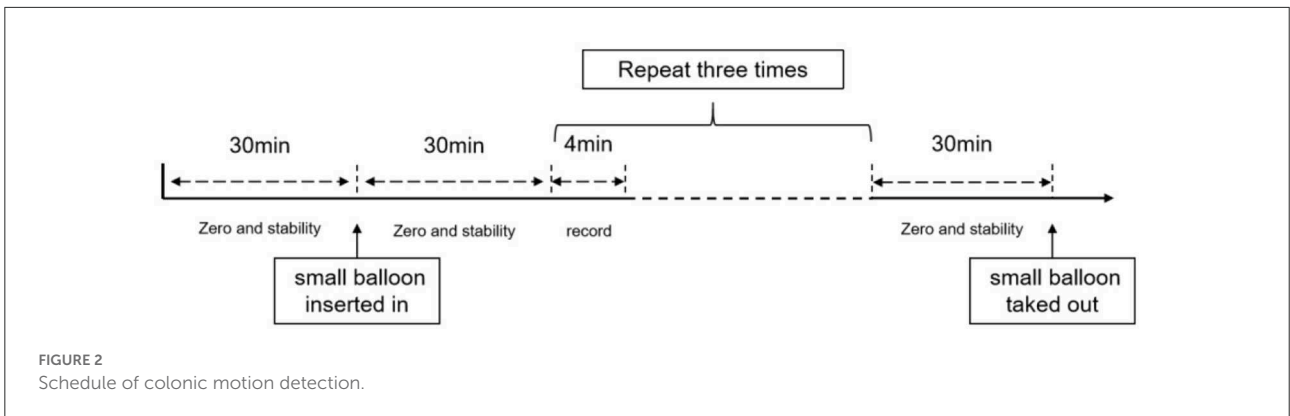 Repeat three times
30min
30min
4min
30min
Zero and stability
Zero and stability
record
Zero and stability
small balloon
inserted in
small balloon
taked out
FIGURE 2
Schedule of colonic motion detection.